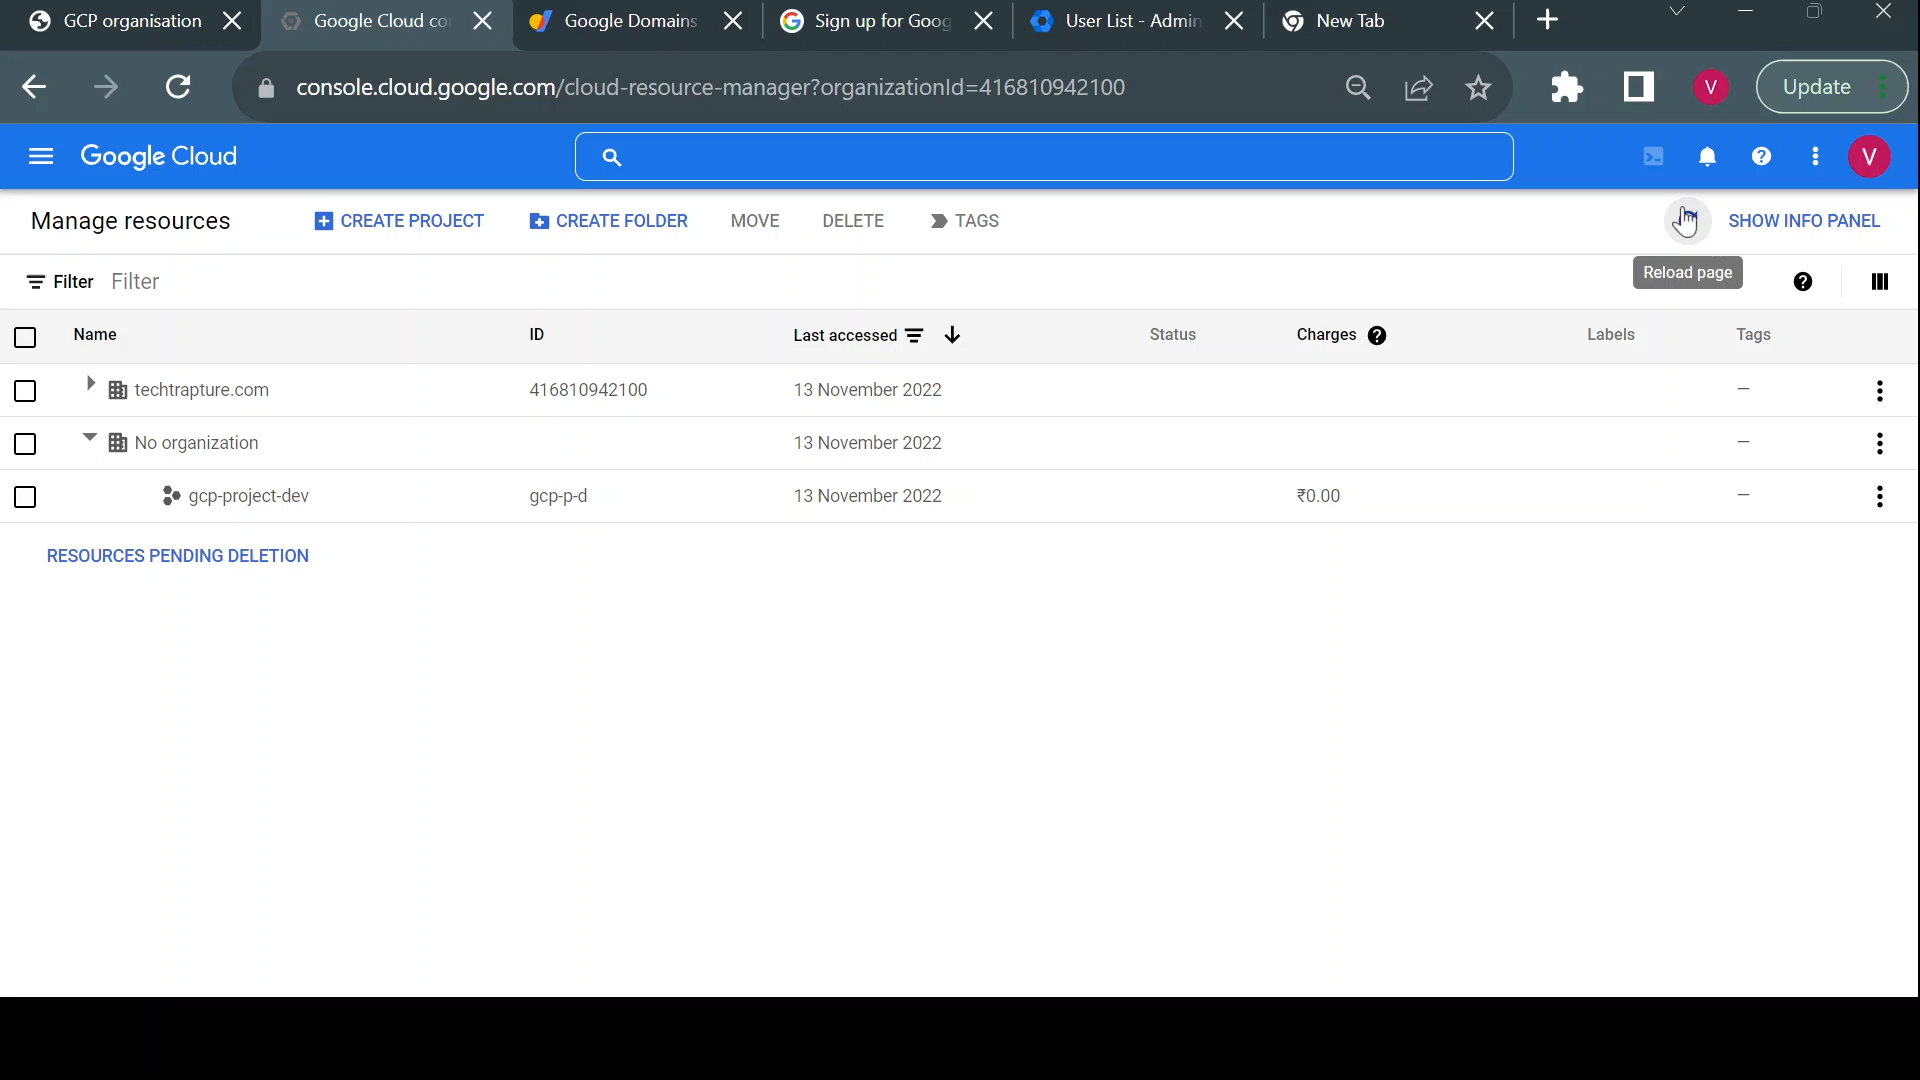 GCP organisation
Google Cloud co
Google Domains
Sign up for Goog
User List - Admin
New Tab
console.cloud.google.com/cloud-resource-manager?organizationId=416810942100
V
Update
Google Cloud
V
Manage resources
CREATE PROJECT
CREATE FOLDER
MOVE
DELETE
TAGS
SHOW INFO PANEL
Filter Filter
Reload page
Name ID Last accessed Status Charges Labels Tags
techtrapture.com 416810942100 13 November 2022 —
No organization 13 November 2022 —
gcp-project-dev gcp-p-d 13 November 2022 ₹0.00 —
RESOURCES PENDING DELETION